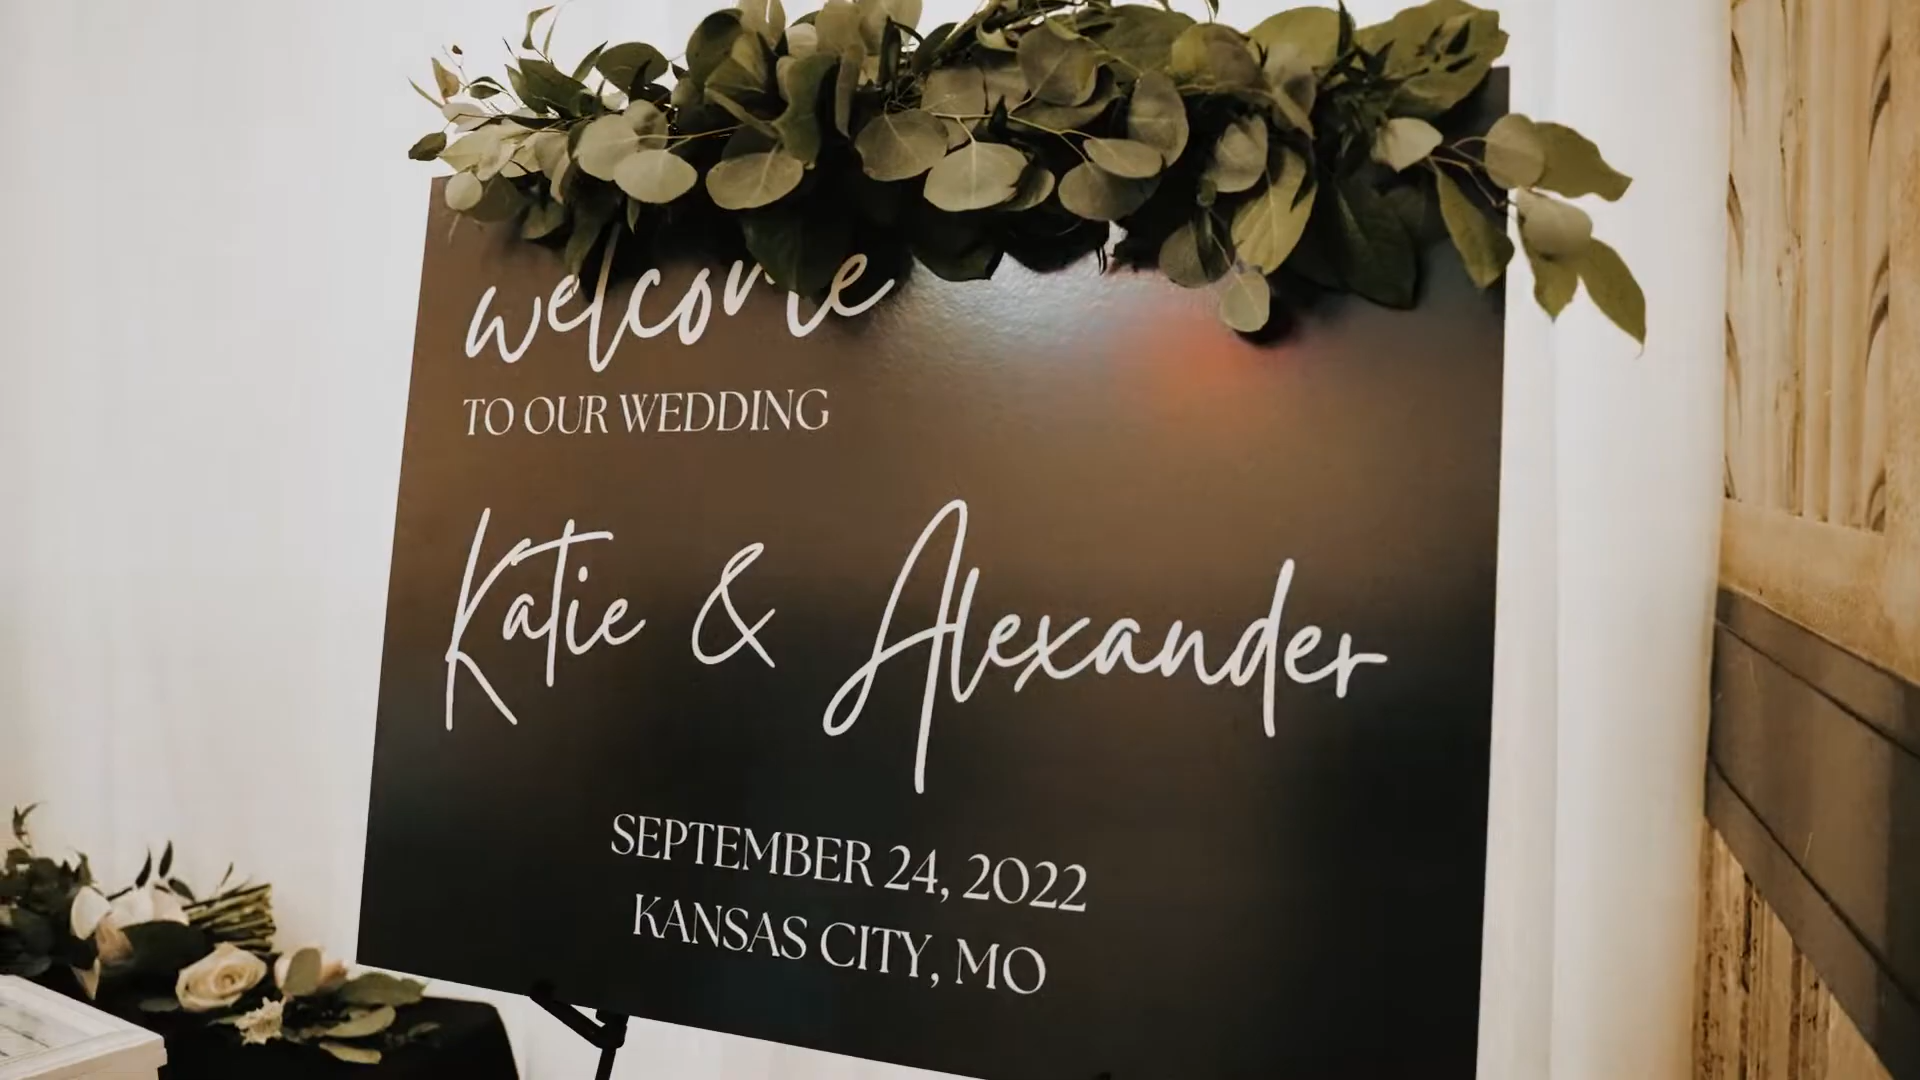 welcome
TO OUR WEDDING
Katie & Alexander
SEPTEMBER 24, 2022
KANSAS CITY, MO